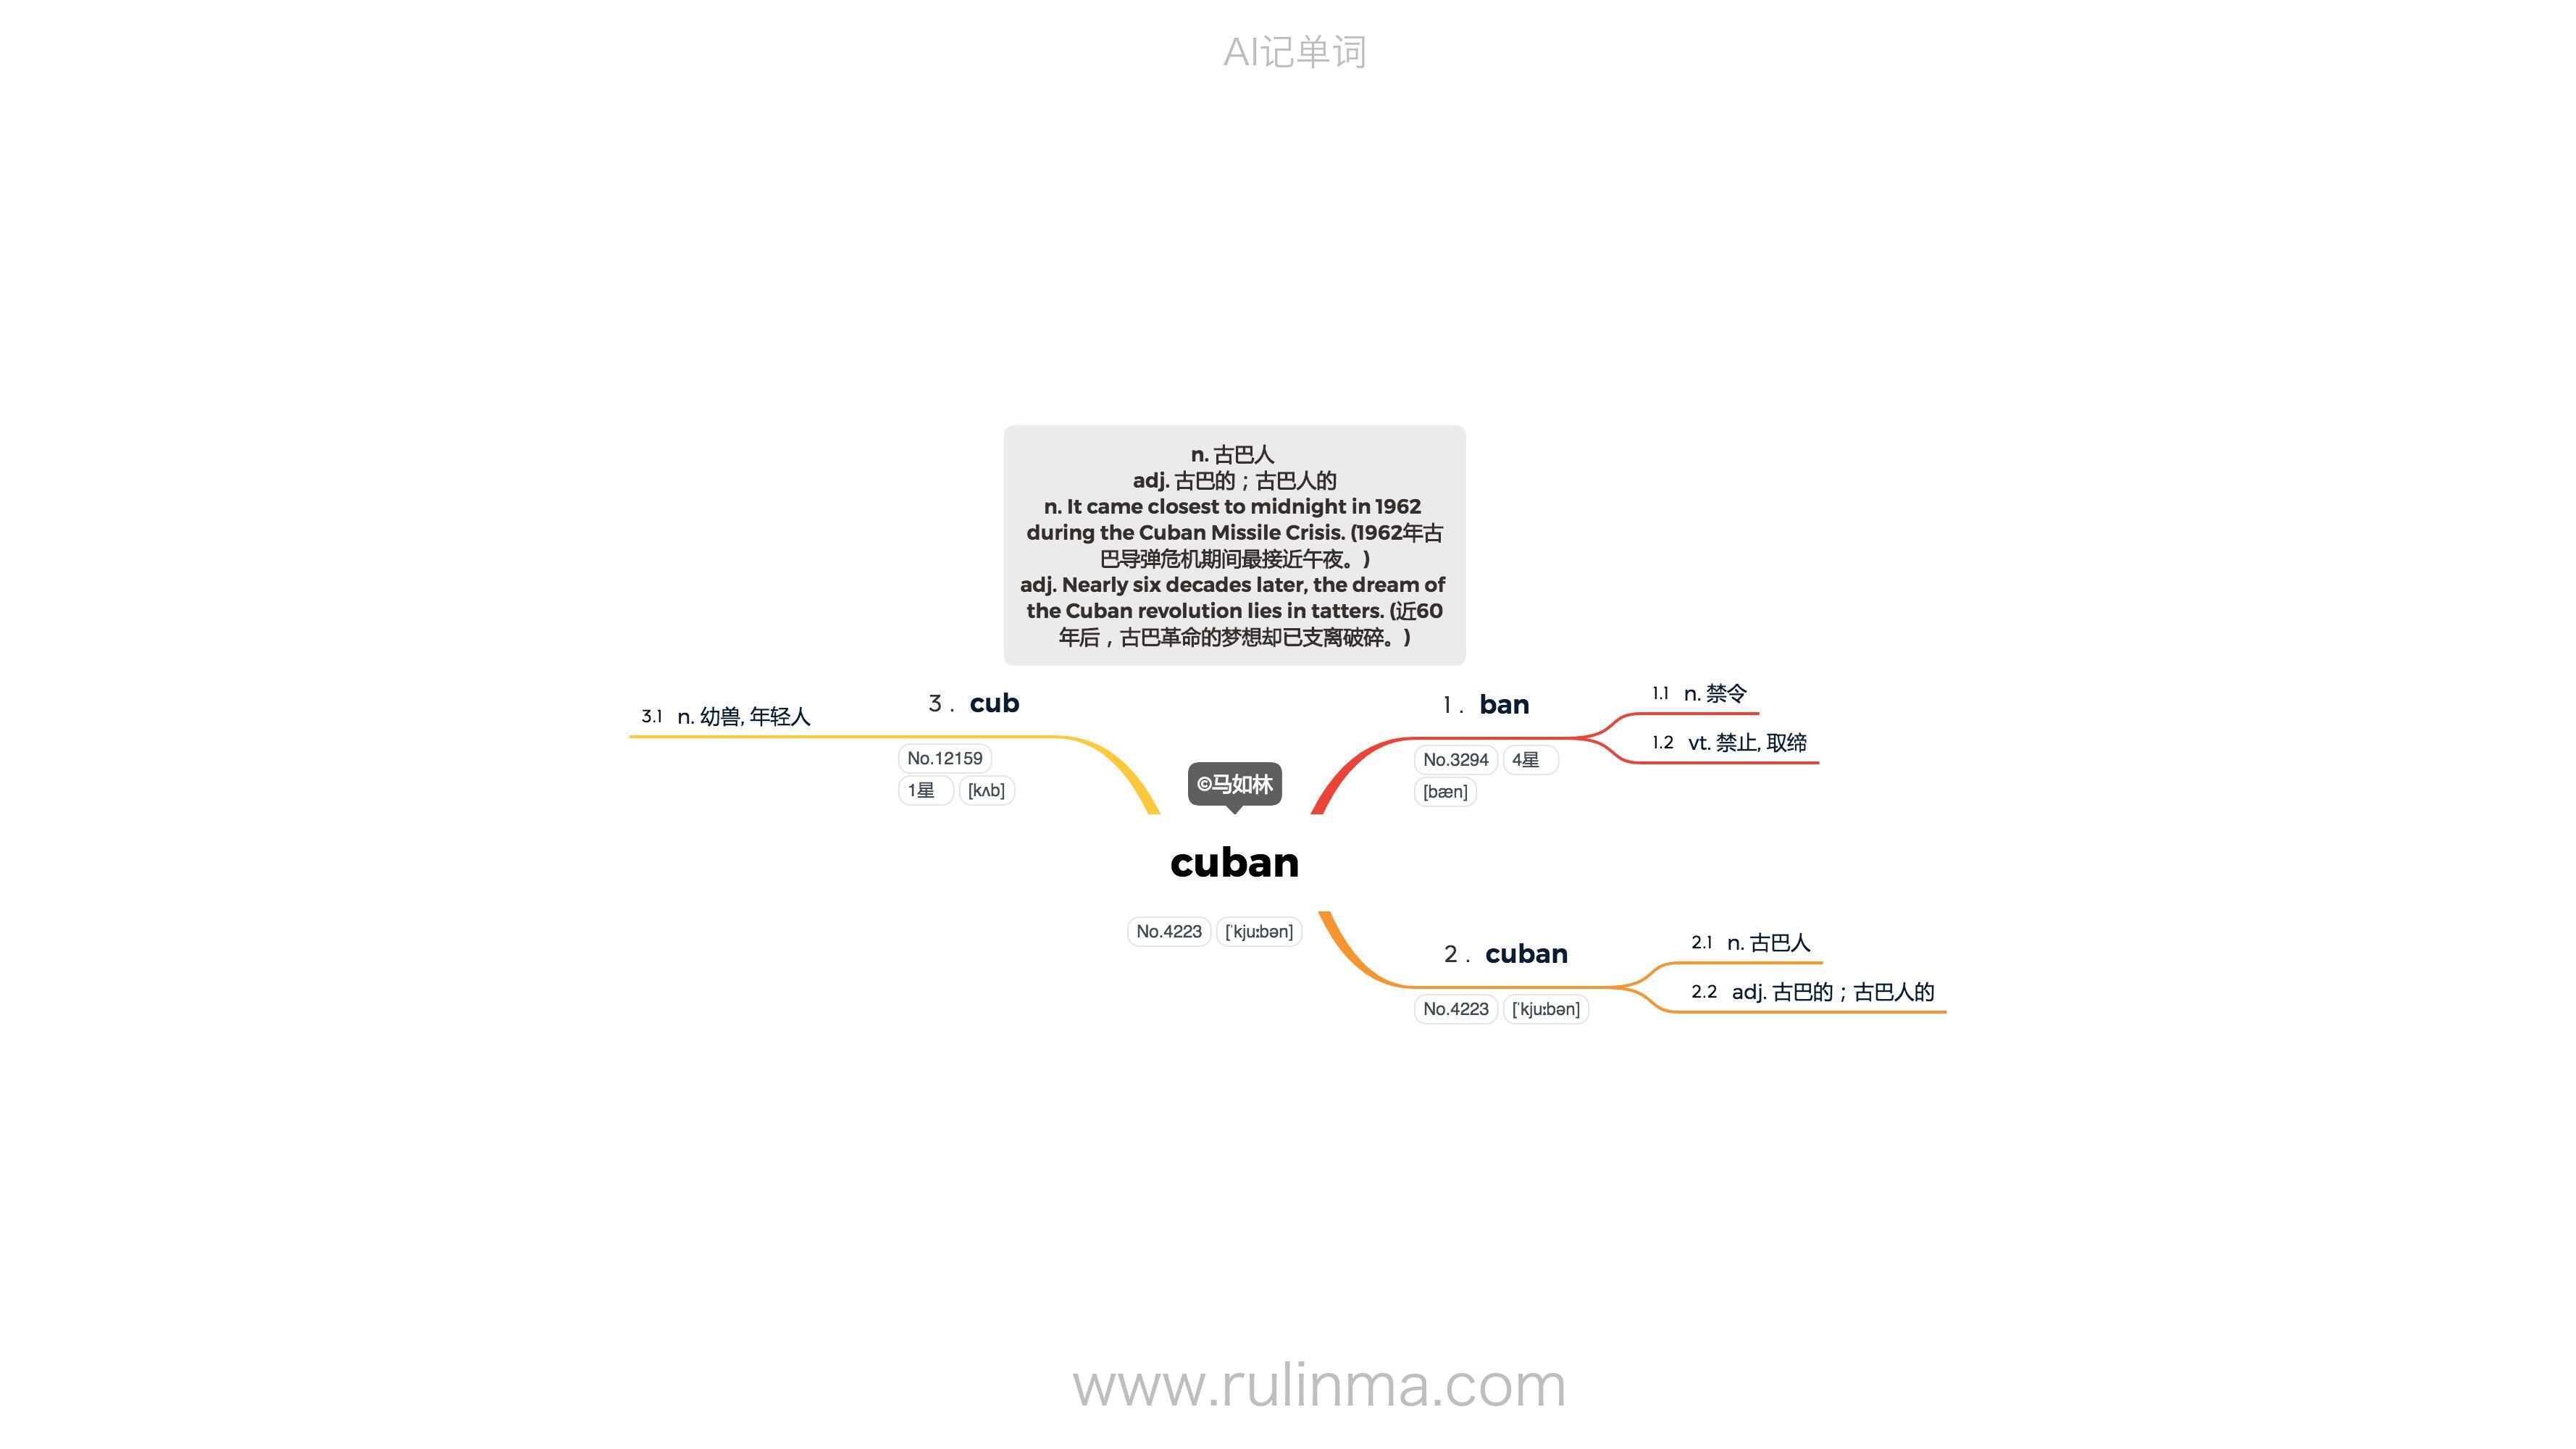 AI记单词
n. 古巴人
adj. 古巴的；古巴人的
n. It came closest to midnight in 1962
during the Cuban Missile Crisis. (1962年古
巴导弹危机期间最接近午夜。)
adj. Nearly six decades later, the dream of
the Cuban revolution lies in tatters. (近60
年后，古巴革命的梦想却已支离破碎。)
©马如林
cuban
No.4223 [ˈkjuːbən]
1. ban
No.3294 4星
[bæn]
1.1 n. 禁令
1.2 vt. 禁止, 取缔
2. cuban
No.4223 [ˈkjuːbən]
2.1 n. 古巴人
2.2 adj. 古巴的；古巴人的
3. cub
No.12159
1星 [kʌb]
3.1 n. 幼兽, 年轻人
www.rulinma.com